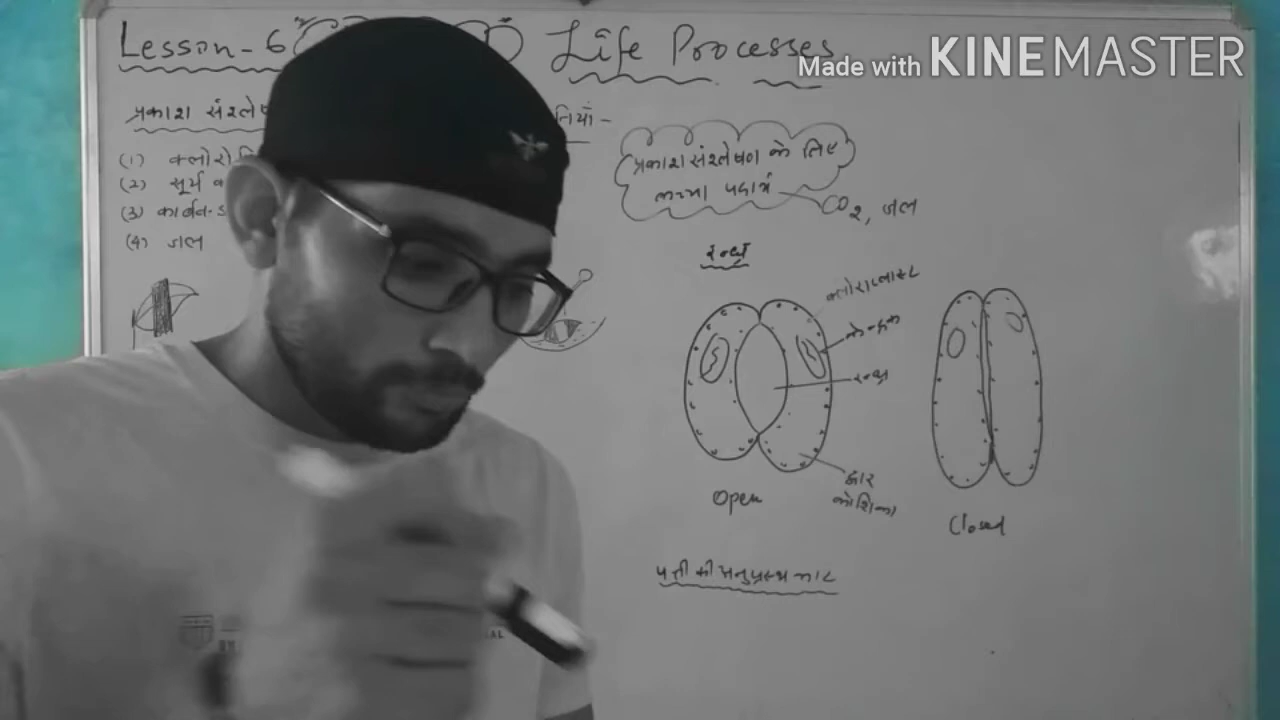 Lesson-6 Life Processes
Made with KINEMASTER
प्रकाश संश्लेष
तियाँ-
(1) क्लोरो
(2) सूर्य
(3) कार्बन-ड
(4) जल
प्रकाश संश्लेषण के लिए
कच्चा पदार्थ
CO2, जल
रन्ध्र
क्लोरोप्लास्ट
केन्द्रक
रन्ध्र
द्वार
कोशिका
Open
Closed
पत्ती की अनुप्रस्थ काट